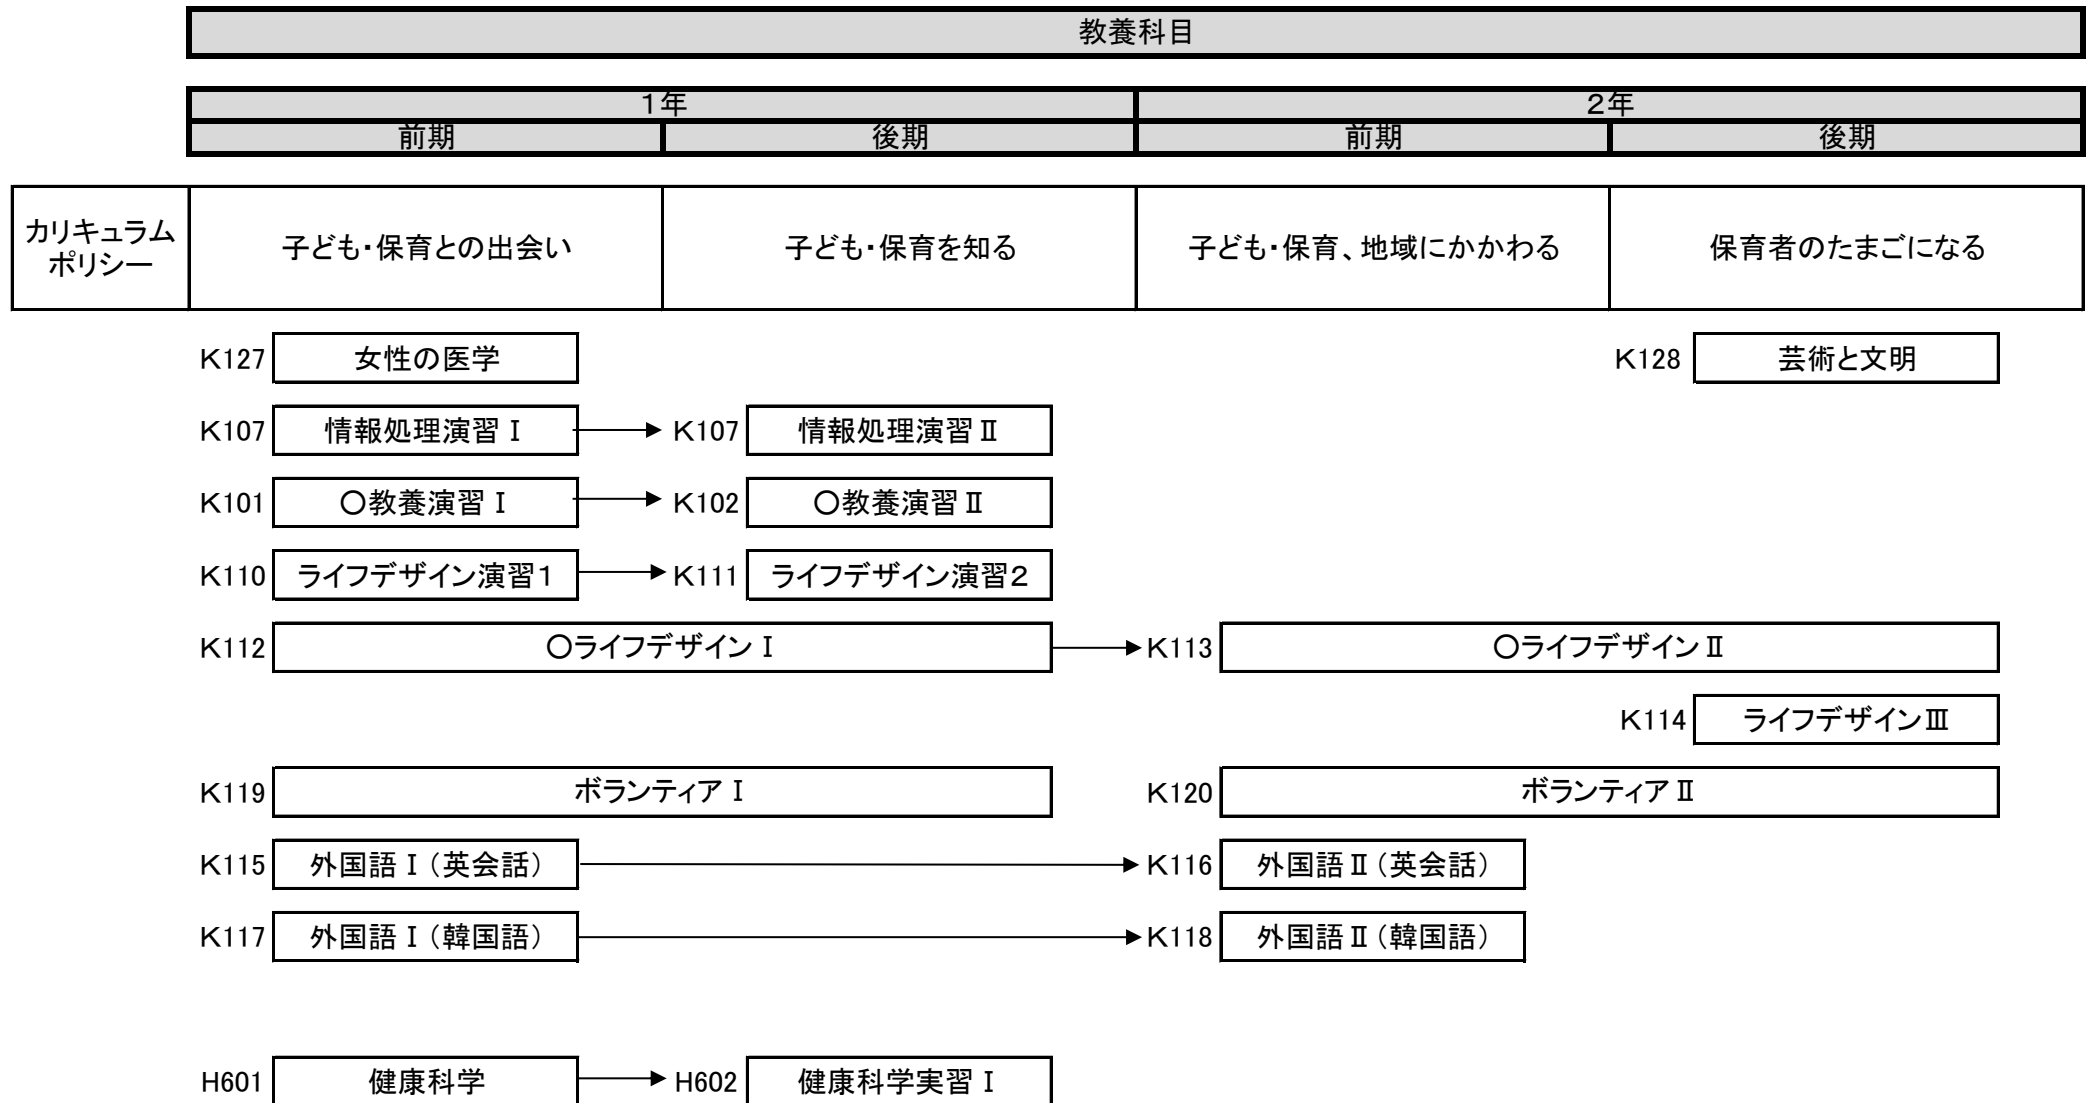 教養科目
１年
２年
前期
後期
前期
後期
カリキュラム
ポリシー
子ども・保育との出会い
子ども・保育を知る
子ども・保育、地域にかかわる
保育者のたまごになる
K127 女性の医学
K128 芸術と文明
K107 情報処理演習Ⅰ
K107 情報処理演習Ⅱ
K101 〇教養演習Ⅰ
K102 〇教養演習Ⅱ
K110 ライフデザイン演習１
K111 ライフデザイン演習２
K112 〇ライフデザインⅠ
K113 〇ライフデザインⅡ
K114 ライフデザインⅢ
K119 ボランティアⅠ
K120 ボランティアⅡ
K115 外国語Ⅰ（英会話）
K116 外国語Ⅱ（英会話）
K117 外国語Ⅰ（韓国語）
K118 外国語Ⅱ（韓国語）
H601 健康科学
H602 健康科学実習Ⅰ